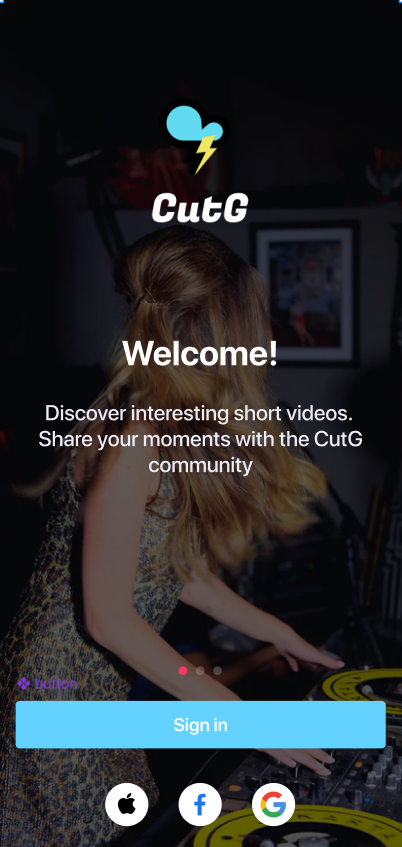 CutG
Welcome!
Discover interesting short videos.
Share your moments with the CutG
community
button
Sign in